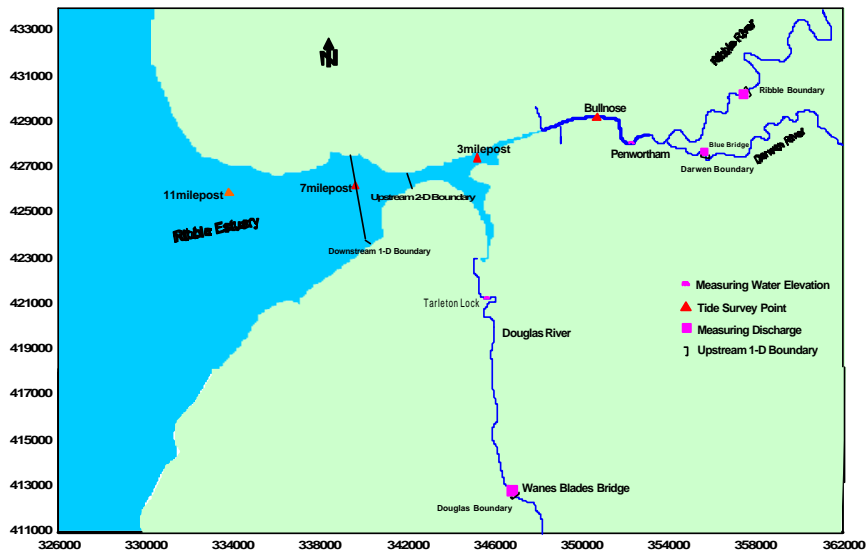 433000
431000
429000
427000
425000
423000
421000
419000
417000
415000
413000
411000
N
Ribble River
Ribble Boundary
Bullnose
Blue Bridge
Penwortham
Darwen River
Darwen Boundary
3milepost
11milepost
7milepost
Upstream 2-D Boundary
Ribble Estuary
Downstream 1-D Boundary
Tarleton Lock
Douglas River
Measuring Water Elevation
Tide Survey Point
Measuring Discharge
Upstream 1-D Boundary
Wanes Blades Bridge
Douglas Boundary
326000 330000 334000 338000 342000 346000 350000 354000 358000 362000